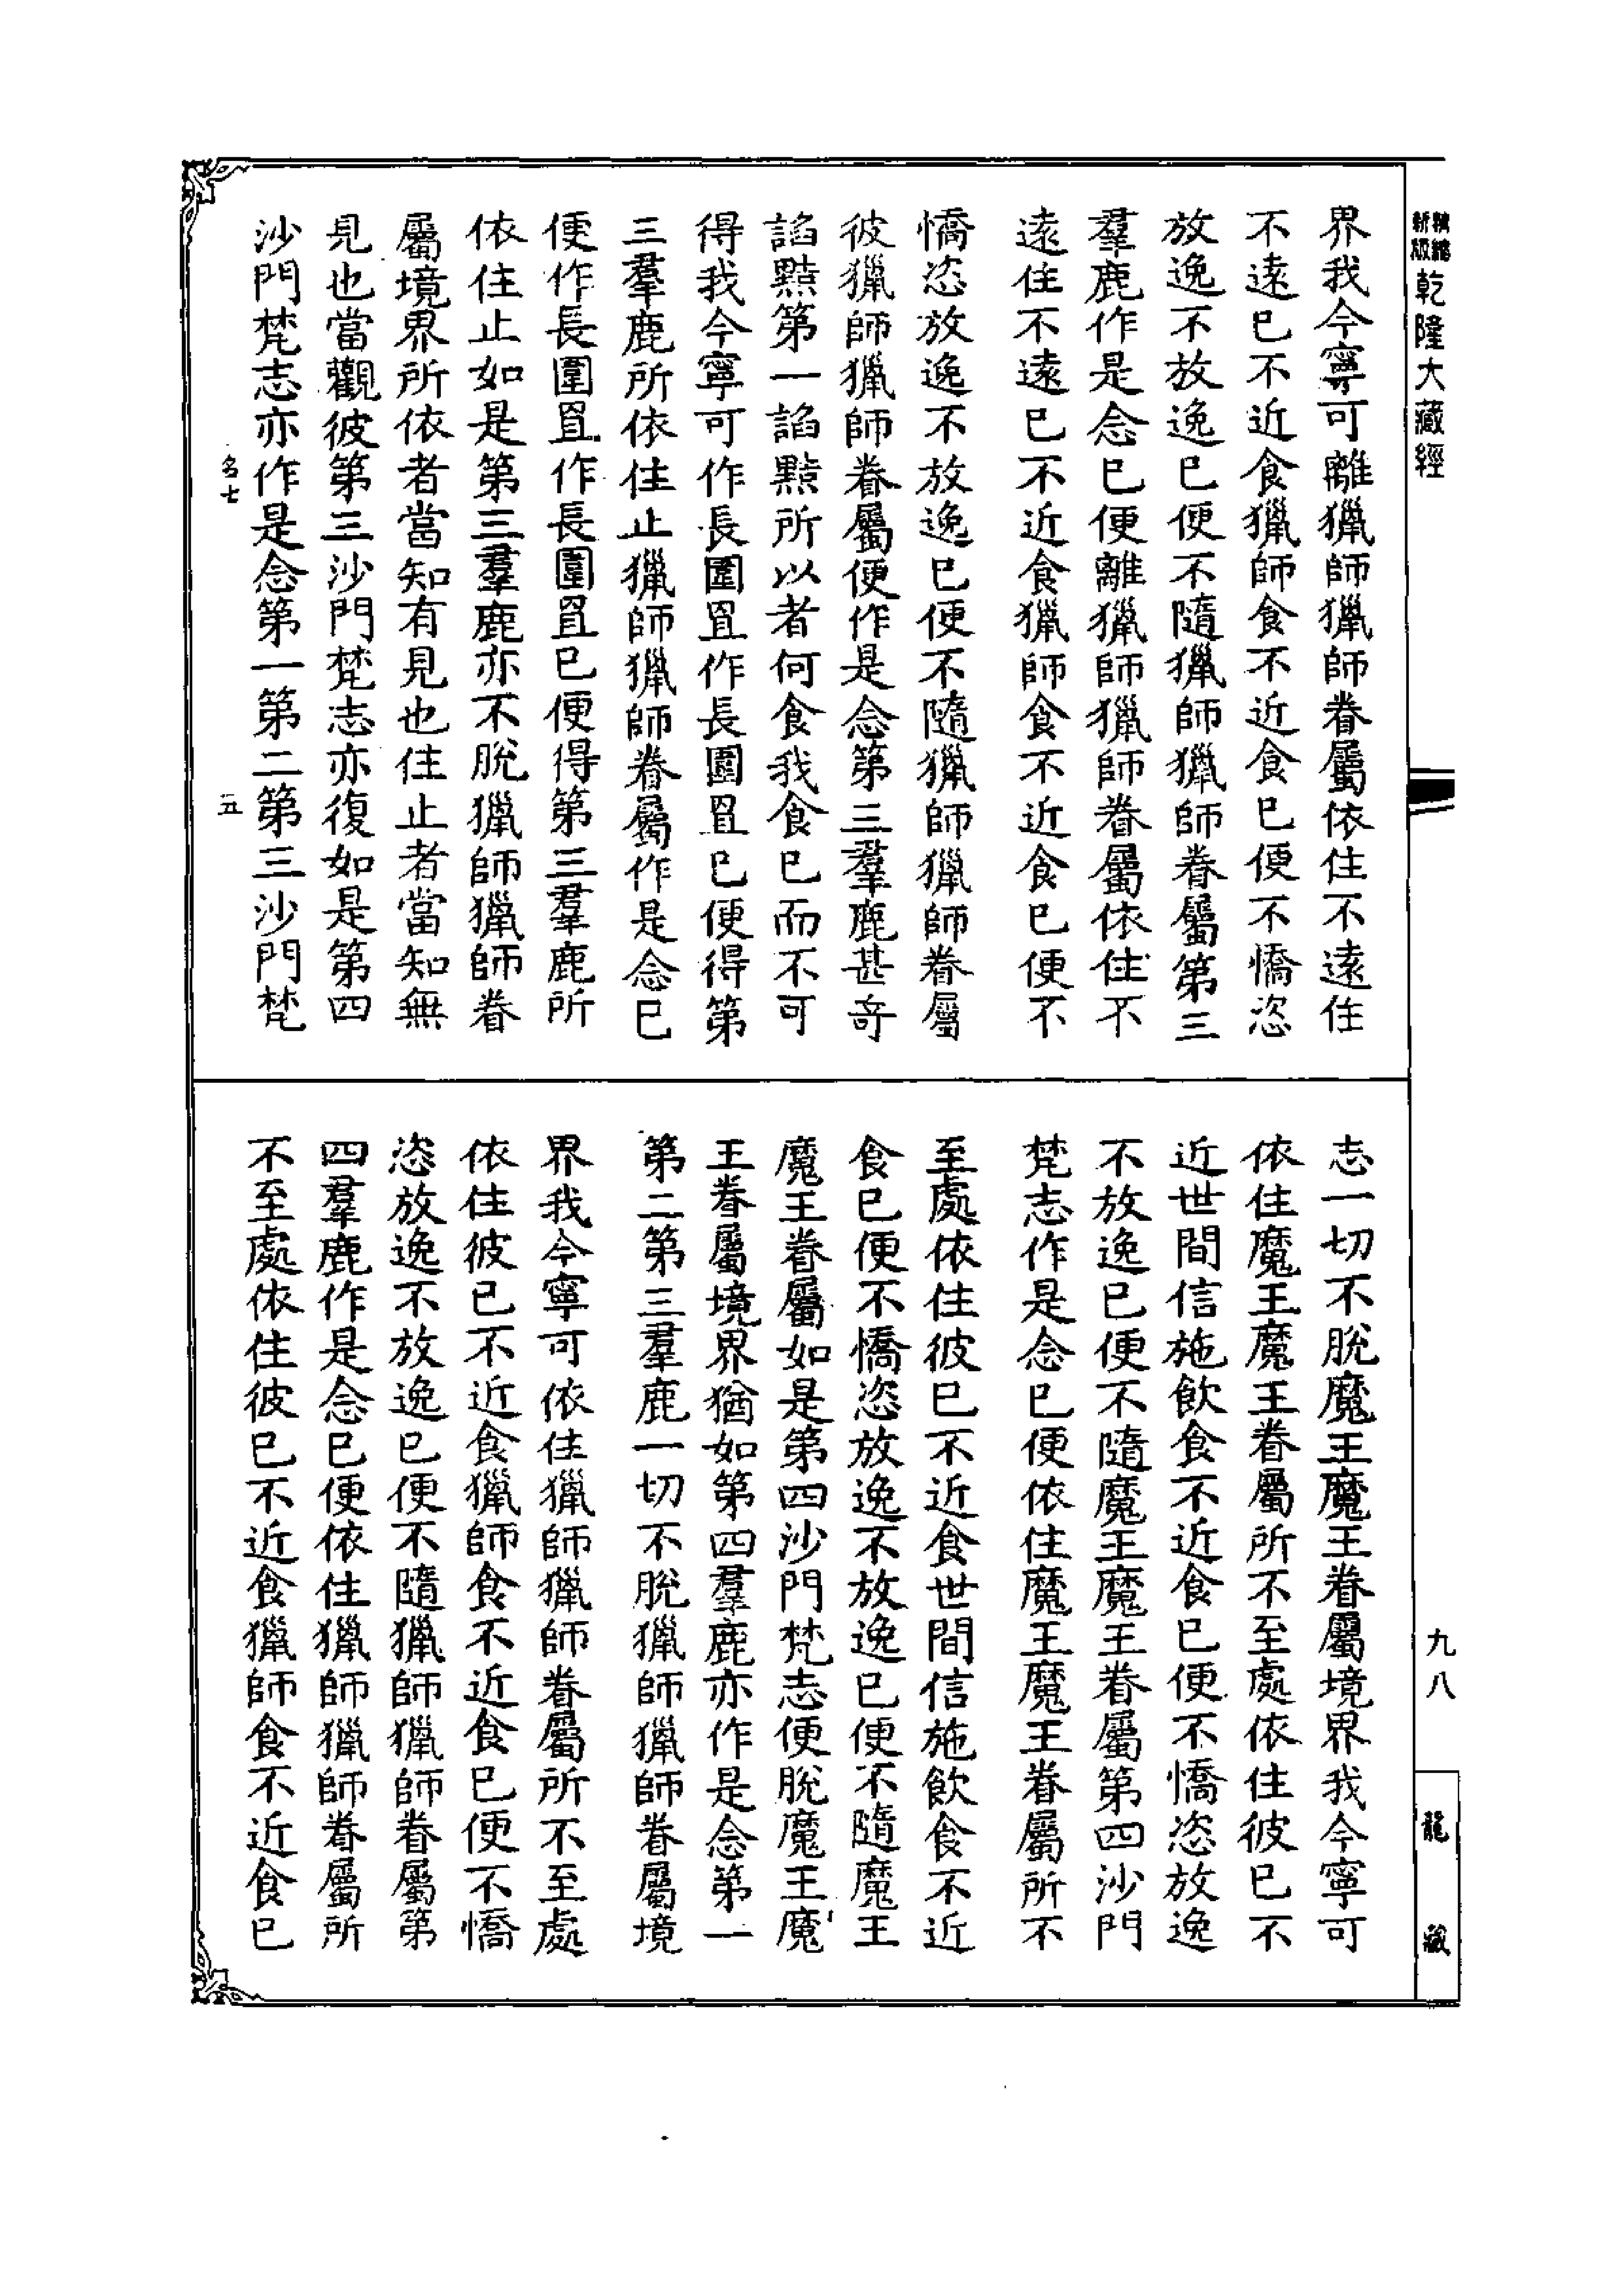 新版精縮乾隆大藏經
界我今寧可離獵師獵師眷屬依住不遠住
不遠已不近食獵師食不近食已便不憍恣
放逸不放逸已便不隨獵師獵師眷屬第三
羣鹿作是念已便離獵師獵師眷屬依住不
遠住不遠已不近食獵師食不近食已便不
憍恣放逸不放逸已便不隨獵師獵師眷屬
彼獵師獵師眷屬便作是念第三羣鹿甚奇
諂黠第一諂黠所以者何食我食已而不可
得我今寧可作長圍罝作長圍罝已便得第
三羣鹿所依住止獵師獵師眷屬作是念已
便作長圍罝作長圍罝已便得第三羣鹿所
依住止如是第三羣鹿亦不脫獵師獵師眷
屬境界所依者當知有見也住止者當知無
見也當觀彼第三沙門梵志亦復如是第四
沙門梵志亦作是念第一第二第三沙門梵
名七 五
志一切不脫魔王魔王眷屬境界我今寧可
依住魔王魔王眷屬所不至處依住彼已不
近世間信施飲食不近食已便不憍恣放逸
不放逸已便不隨魔王魔王眷屬第四沙門
梵志作是念已便依住魔王魔王眷屬所不
至處依住彼已不近食世間信施飲食不近
食已便不憍恣放逸不放逸已便不隨魔王
魔王眷屬如是第四沙門梵志便脫魔王魔
王眷屬境界猶如第四羣鹿亦作是念第一
第二第三羣鹿一切不脫獵師獵師眷屬境
界我今寧可依住獵師獵師眷屬所不至處
依住彼已不近食獵師食不近食已便不憍
恣放逸不放逸已便不隨獵師獵師眷屬第
四羣鹿作是念已便依住獵師獵師眷屬所
不至處依住彼已不近食獵師食不近食已
九八
龍藏